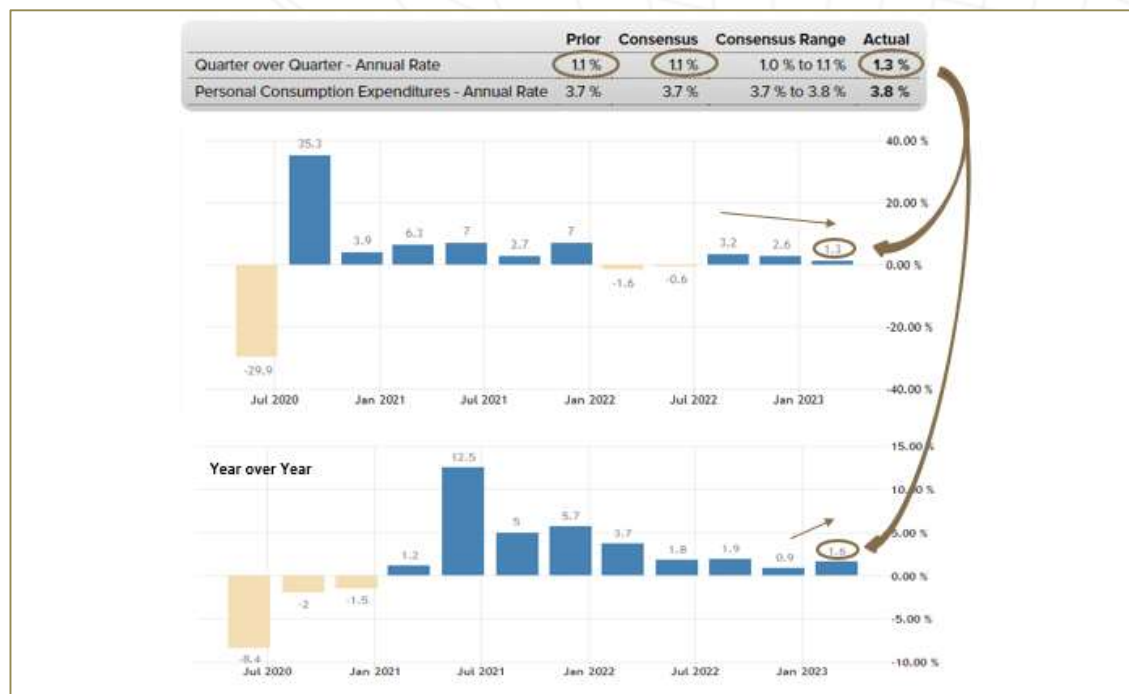 Prior Consensus Consensus Range Actual
Quarter over Quarter - Annual Rate 1.1 % 1.1 % 1.0 % to 1.1 % 1.3 %
Personal Consumption Expenditures - Annual Rate 3.7 % 3.7 % 3.7 % to 3.8 % 3.8 %
35.3
40.00 %
20.00 %
3.9 6.3 7 2.7 7 3.2 2.6 1.3
0.00 %
-1.6 -0.6
-20.00 %
-29.9
-40.00 %
Jul 2020 Jan 2021 Jul 2021 Jan 2022 Jul 2022 Jan 2023
15.00 %
Year over Year
12.5
10.00 %
1.2 5 5.7 3.7 1.8 1.9 0.9 1.6
5.00 %
0.00 %
-2 -1.5
-5.00 %
-8.4
-10.00 %
Jul 2020 Jan 2021 Jul 2021 Jan 2022 Jul 2022 Jan 2023